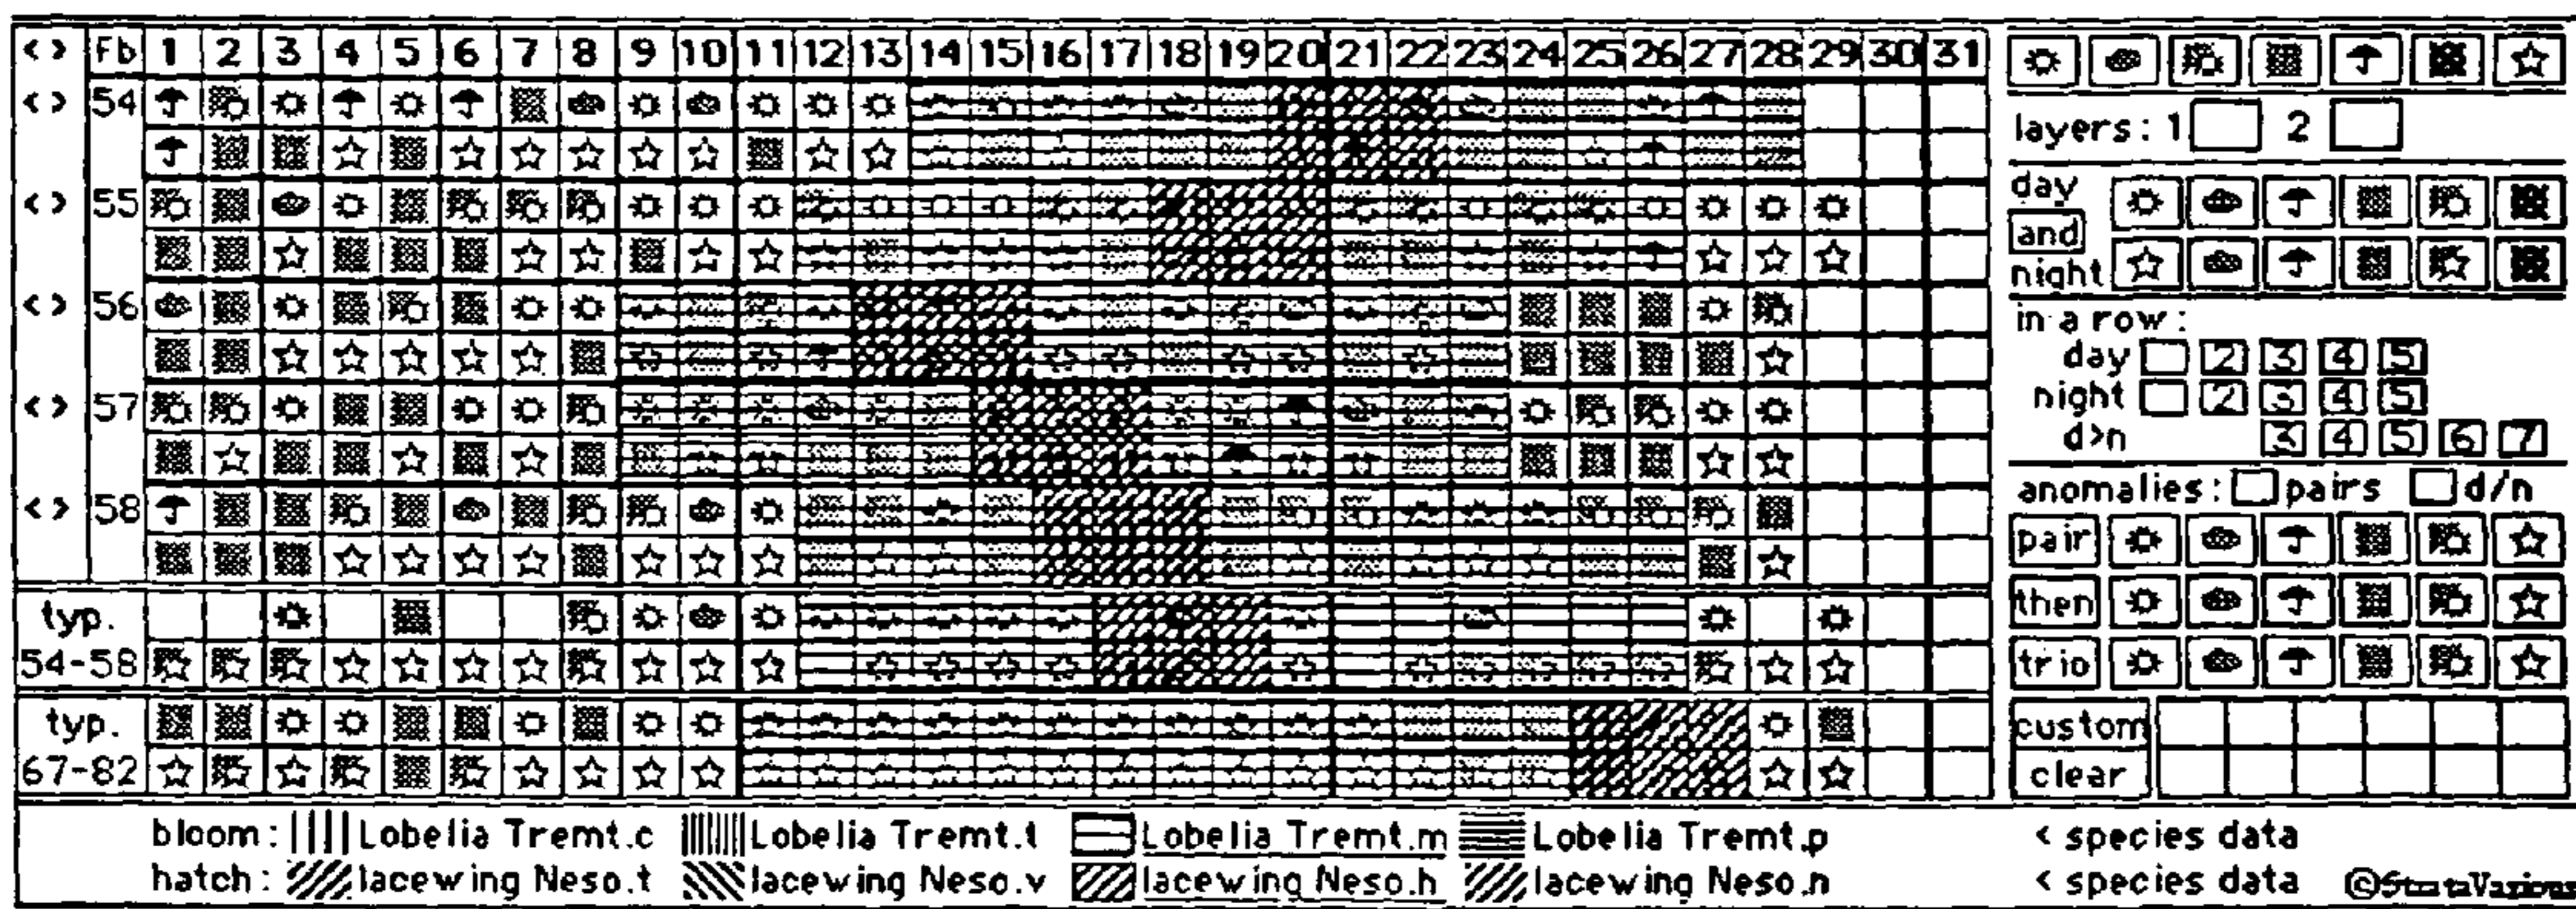 < > Fb 1 2 3 4 5 6 7 8 9 10 11 12 13 14 15 16 17 18 19 20 21 22 23 24 25 26 27 28 29 30 31
< > 54
< > 55
< > 56
< > 57
< > 58
typ.
54-58
typ.
67-82
layers: 1 2
day
and
night
in a row:
day 2 3 4 5
night 2 3 4 5
d>n 3 4 5 6 7
anomalies: pairs d/n
pair
then
trio
custom
clear
bloom: Lobelia Tremt.c Lobelia Tremt.t Lobelia Tremt.m Lobelia Tremt.p < species data
hatch: lacewing Neso.t lacewing Neso.v lacewing Neso.h lacewing Neso.n < species data ©StrataVarious